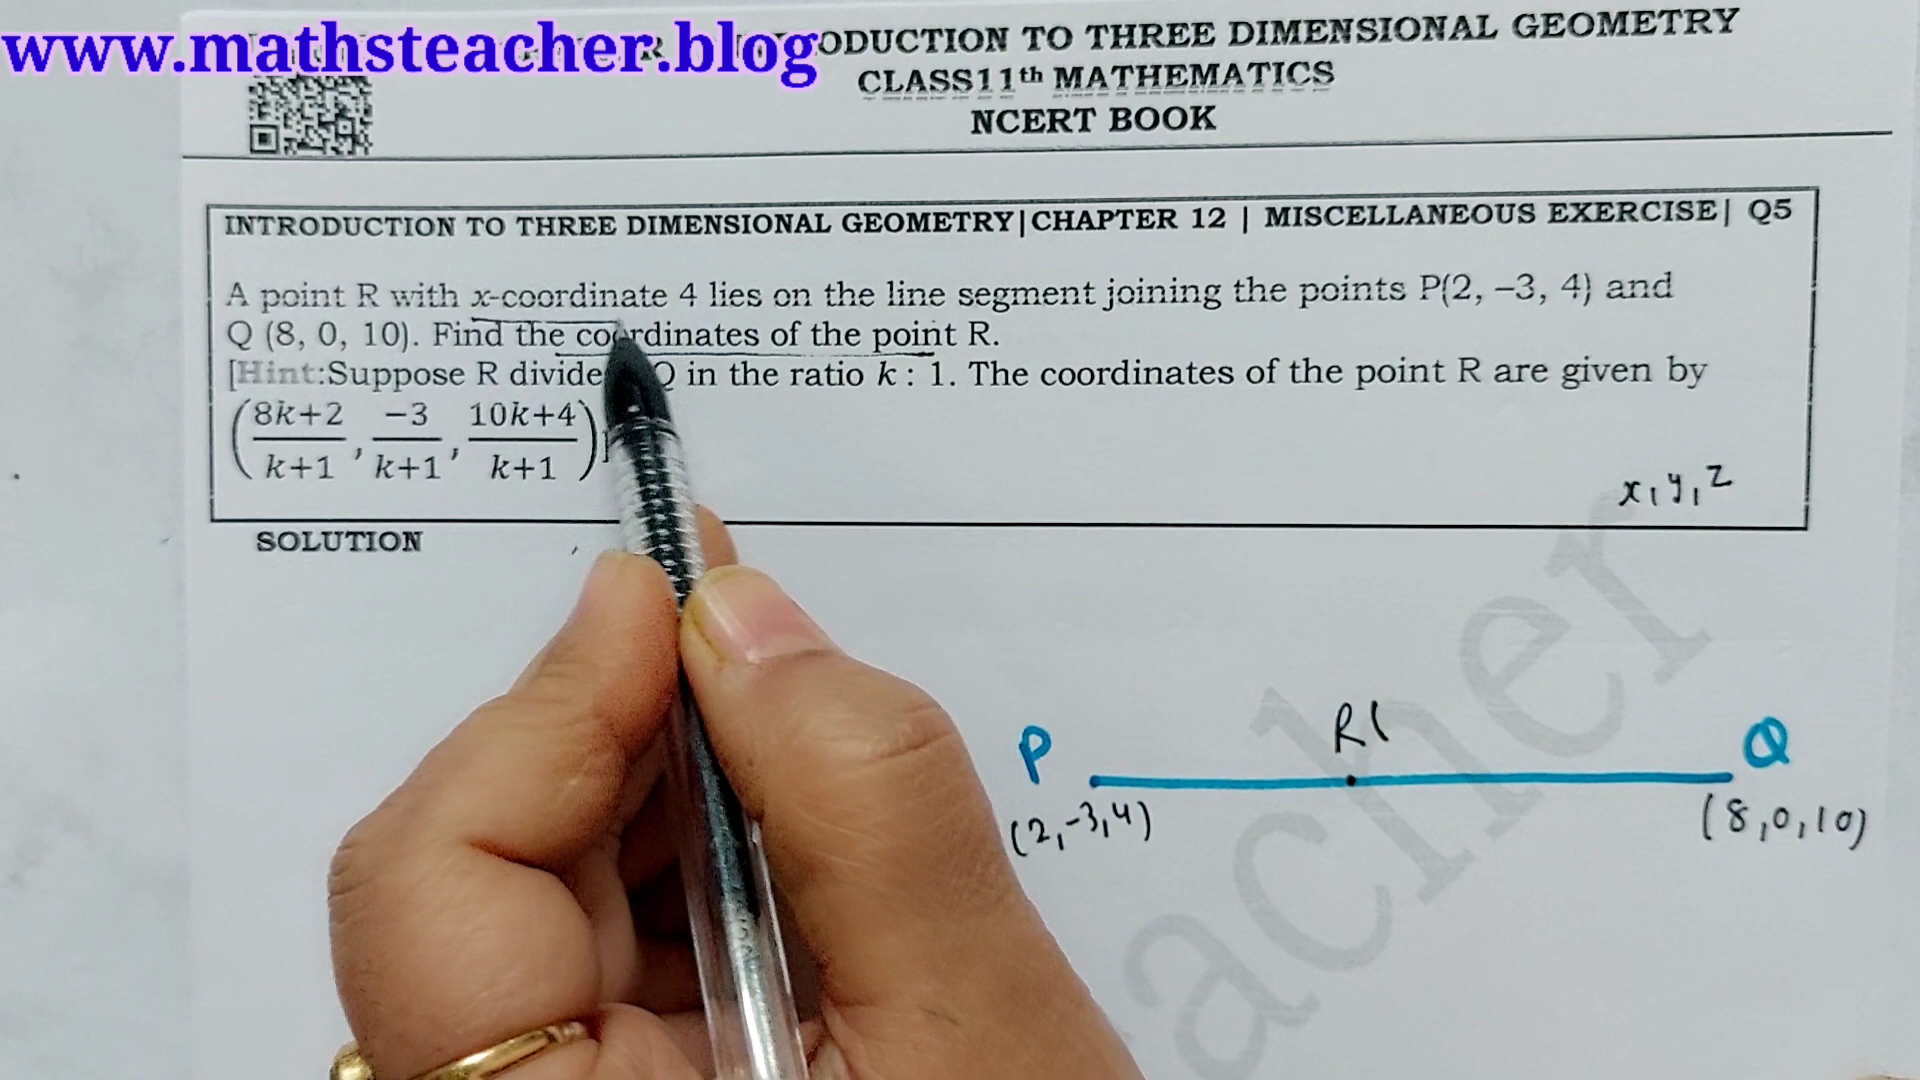 www.mathsteacher.blog
ODUCTION TO THREE DIMENSIONAL GEOMETRY
CLASS11th MATHEMATICS
NCERT BOOK
INTRODUCTION TO THREE DIMENSIONAL GEOMETRY|CHAPTER 12 | MISCELLANEOUS EXERCISE| Q5
A point R with x-coordinate 4 lies on the line segment joining the points P(2, −3, 4) and
Q (8, 0, 10). Find the coordinates of the point R.
[Hint:Suppose R divide Q in the ratio k : 1. The coordinates of the point R are given by
(8k+2/k+1, −3/k+1, 10k+4/k+1)]
x, y, z
SOLUTION
P R( Q
(2,-3,4) (8,0,10)
acher